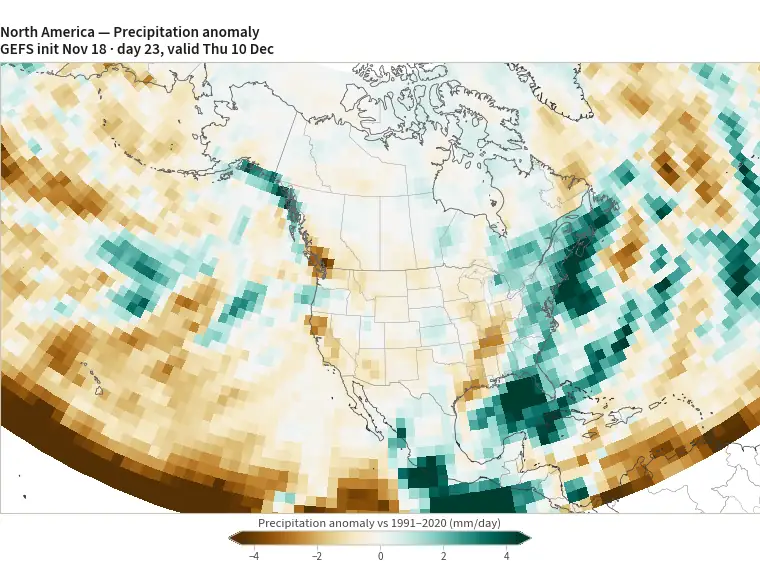 North America — Precipitation anomaly
GEFS init Nov 18 · day 23, valid Thu 10 Dec
Precipitation anomaly vs 1991–2020 (mm/day)
−4 −2 0 2 4